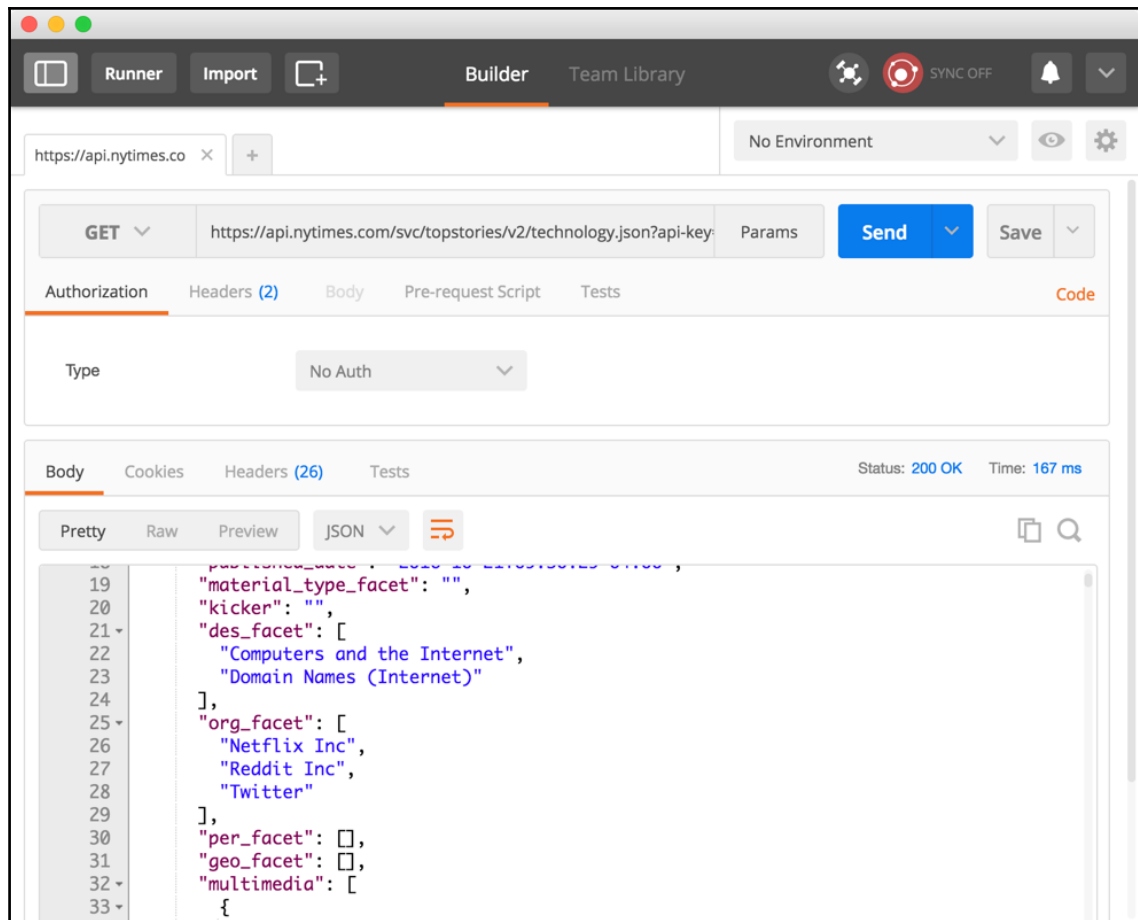 Runner Import Builder Team Library SYNC OFF
https://api.nytimes.co No Environment
GET https://api.nytimes.com/svc/topstories/v2/technology.json?api-key Params Send Save
Authorization Headers (2) Body Pre-request Script Tests Code
Type No Auth
Body Cookies Headers (26) Tests Status: 200 OK Time: 167 ms
Pretty Raw Preview JSON
19 "material_type_facet": "",
20 "kicker": "",
21 "des_facet": [
22 "Computers and the Internet",
23 "Domain Names (Internet)"
24 ],
25 "org_facet": [
26 "Netflix Inc",
27 "Reddit Inc",
28 "Twitter"
29 ],
30 "per_facet": [],
31 "geo_facet": [],
32 "multimedia": [
33 {